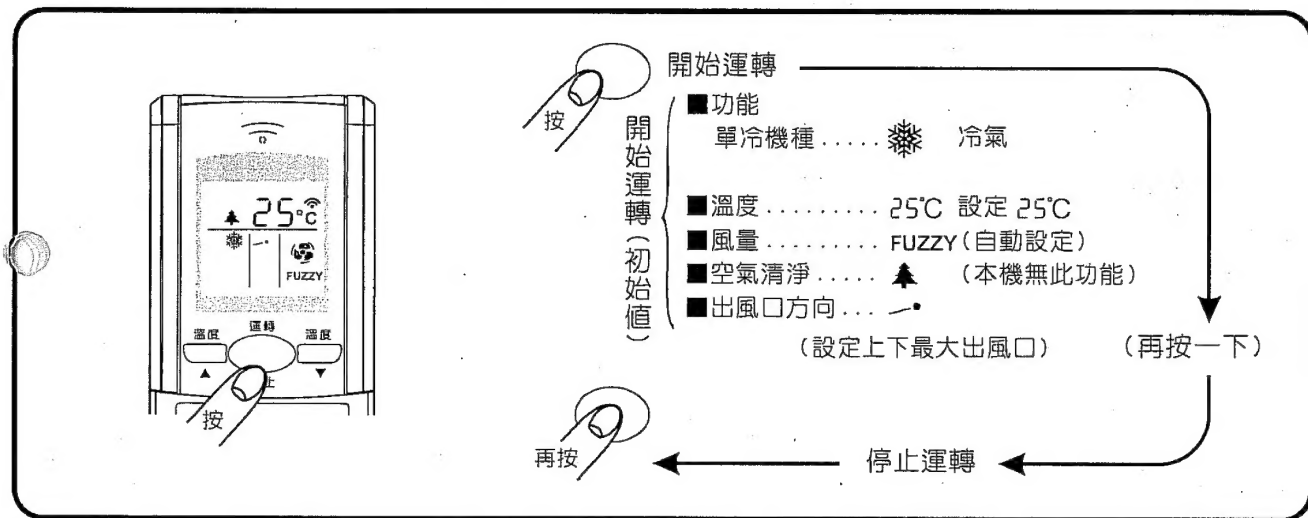 25℃
FUZZY
溫度
運轉
溫度
▲
止
▼
按
按
開始運轉
開始運轉(初始值)
■功能
單冷機種..... 冷氣
■溫度......... 25℃ 設定 25℃
■風量......... FUZZY(自動設定)
■空氣清淨..... (本機無此功能)
■出風口方向...
(設定上下最大出風口)
(再按一下)
停止運轉
再按